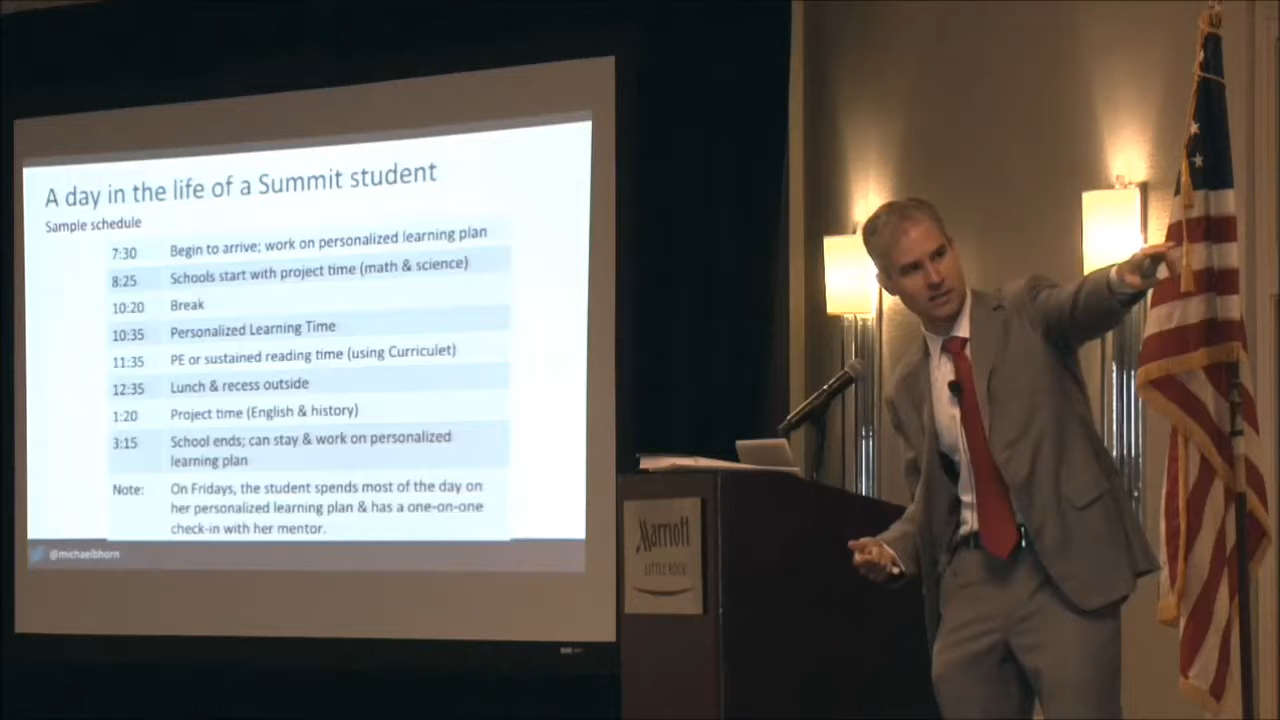 A day in the life of a Summit student
Sample schedule
7:30 Begin to arrive; work on personalized learning plan
8:25 Schools start with project time (math & science)
10:20 Break
10:35 Personalized Learning Time
11:35 PE or sustained reading time (using Curriculet)
12:35 Lunch & recess outside
1:20 Project time (English & history)
3:15 School ends; can stay & work on personalized
learning plan
Note: On Fridays, the student spends most of the day on
her personalized learning plan & has a one-on-one
check-in with her mentor.
@michaelbhorn
Marriott
LITTLE ROCK